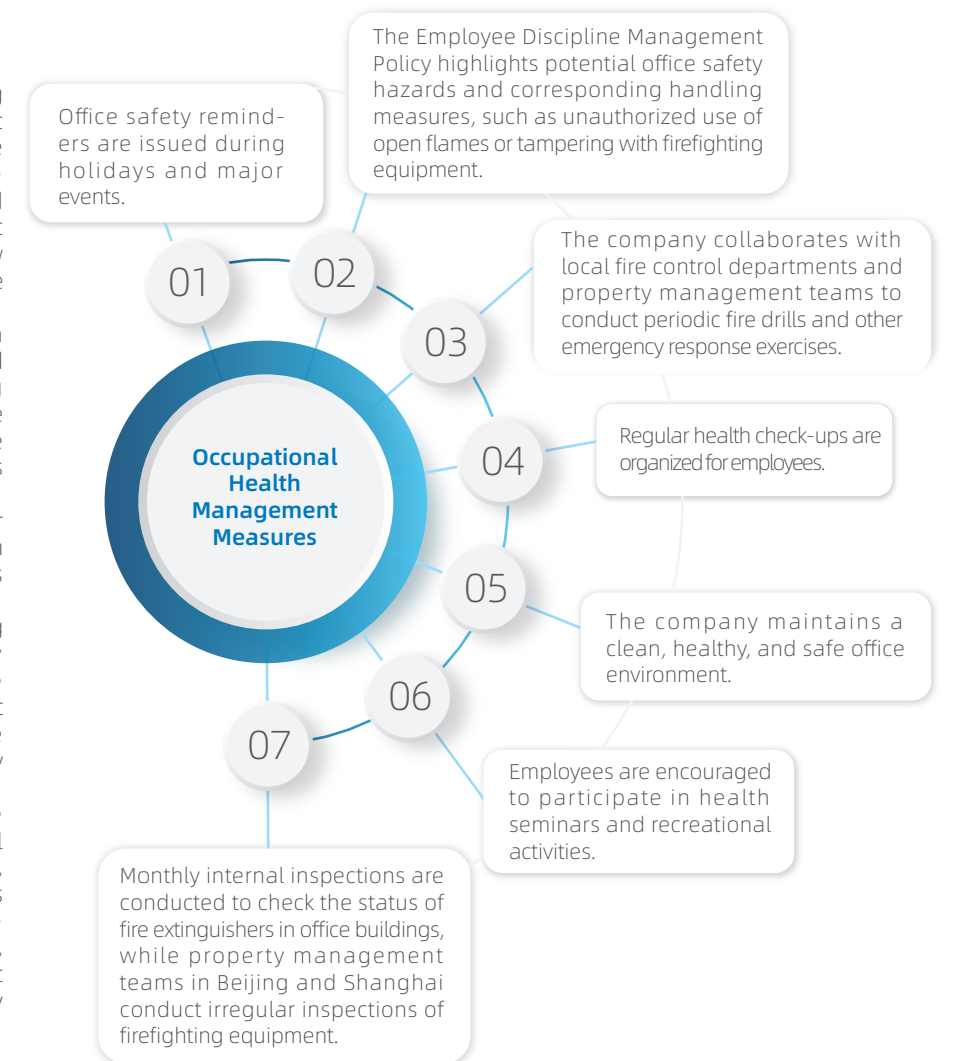 Office safety remind-
ers are issued during
holidays and major
events.
The Employee Discipline Management
Policy highlights potential office safety
hazards and corresponding handling
measures, such as unauthorized use of
open flames or tampering with firefighting
equipment.
The company collaborates with
local fire control departments and
property management teams to
conduct periodic fire drills and other
emergency response exercises.
Regular health check-ups are
organized for employees.
The company maintains a
clean, healthy, and safe office
environment.
Employees are encouraged
to participate in health
seminars and recreational
activities.
Monthly internal inspections are
conducted to check the status of
fire extinguishers in office buildings,
while property management
teams in Beijing and Shanghai
conduct irregular inspections of
firefighting equipment.
01
02
03
04
05
06
07
Occupational
Health
Management
Measures